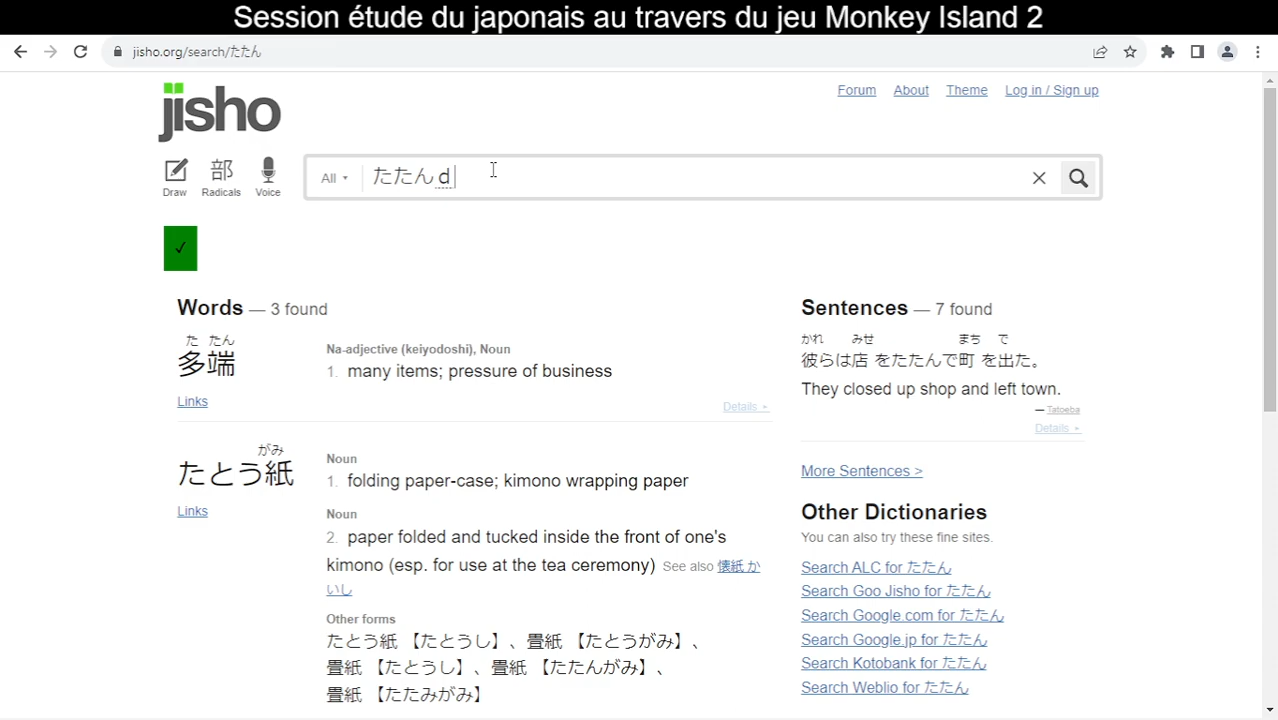 Session étude du japonais au travers du jeu Monkey Island 2
jisho.org/search/たたん
jisho
Forum About Theme Log in / Sign up
部
Draw Radicals Voice
All たたんd
✓
Words — 3 found
た たん
多端
Na-adjective (keiyodoshi), Noun
1. many items; pressure of business
Links
Details
がみ
たとう紙
Noun
1. folding paper-case; kimono wrapping paper
Links
Noun
2. paper folded and tucked inside the front of one's
kimono (esp. for use at the tea ceremony) See also 懐紙 か
いし
Other forms
たとう紙 【たとうし】、畳紙 【たとうがみ】、
畳紙 【たとうし】、畳紙 【たたんがみ】、
畳紙 【たたみがみ】
Sentences — 7 found
かれ みせ まち で
彼らは店をたたんで町を出た。
They closed up shop and left town.
— Tatoeba
Details
More Sentences >
Other Dictionaries
You can also try these fine sites.
Search ALC for たたん
Search Goo Jisho for たたん
Search Google.com for たたん
Search Google.jp for たたん
Search Kotobank for たたん
Search Weblio for たたん